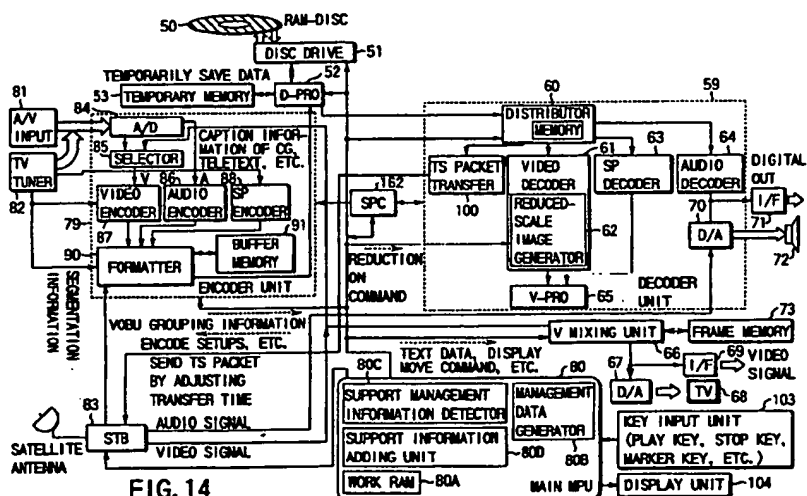 50
RAM-DISC
DISC DRIVE
51
TEMPORARILY SAVE DATA
52
53
TEMPORARY MEMORY
D-PRO
81
A/V
INPUT
84
A/D
CAPTION INFOR-
MATION OF CG,
TELETEXT, ETC.
85
SELECTOR
TV
TUNER
82
V
86
A
88
VIDEO
ENCODER
AUDIO
ENCODER
SP
ENCODER
79
87
91
90
FORMATTER
BUFFER
MEMORY
ENCODER UNIT
SEGMENTATION
INFORMATION
60
59
DISTRIBUTOR
MEMORY
61
63
64
TS PACKET
TRANSFER
100
VIDEO
DECODER
SP
DECODER
AUDIO
DECODER
DIGITAL
OUT
REDUCED-
SCALE
IMAGE
GENERATOR
62
70
I/F
71
D/A
72
162
SPC
REDUCTION
ON
COMMAND
V-PRO
65
DECODER
UNIT
73
VOBU GROUPING INFORMATION
ENCODE SETUPS, ETC.
SEND TS PACKET
BY ADJUSTING
TRANSFER TIME
V MIXING UNIT
FRAME MEMORY
66
TEXT DATA, DISPLAY
MOVE COMMAND, ETC.
67
69
I/F
VIDEO
SIGNAL
D/A
TV
68
80C
80
103
83
STB
AUDIO SIGNAL
VIDEO SIGNAL
SATELLITE
ANTENNA
SUPPORT MANAGEMENT
INFORMATION DETECTOR
MANAGEMENT
DATA
GENERATOR
80B
SUPPORT INFORMATION
ADDING UNIT
80D
WORK RAM
80A
MAIN MPU
KEY INPUT UNIT
(PLAY KEY, STOP KEY,
MARKER KEY, ETC.)
DISPLAY UNIT
104
FIG. 14